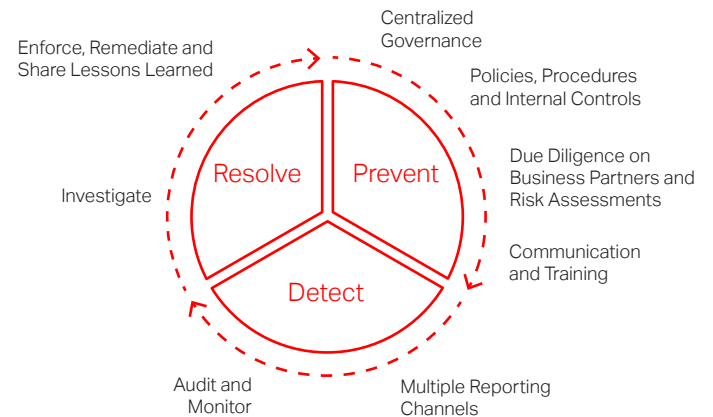 Centralized
Governance
Enforce, Remediate and
Share Lessons Learned
Policies, Procedures
and Internal Controls
Resolve
Prevent
Due Diligence on
Business Partners and
Risk Assessments
Investigate
Communication
and Training
Detect
Audit and
Monitor
Multiple Reporting
Channels